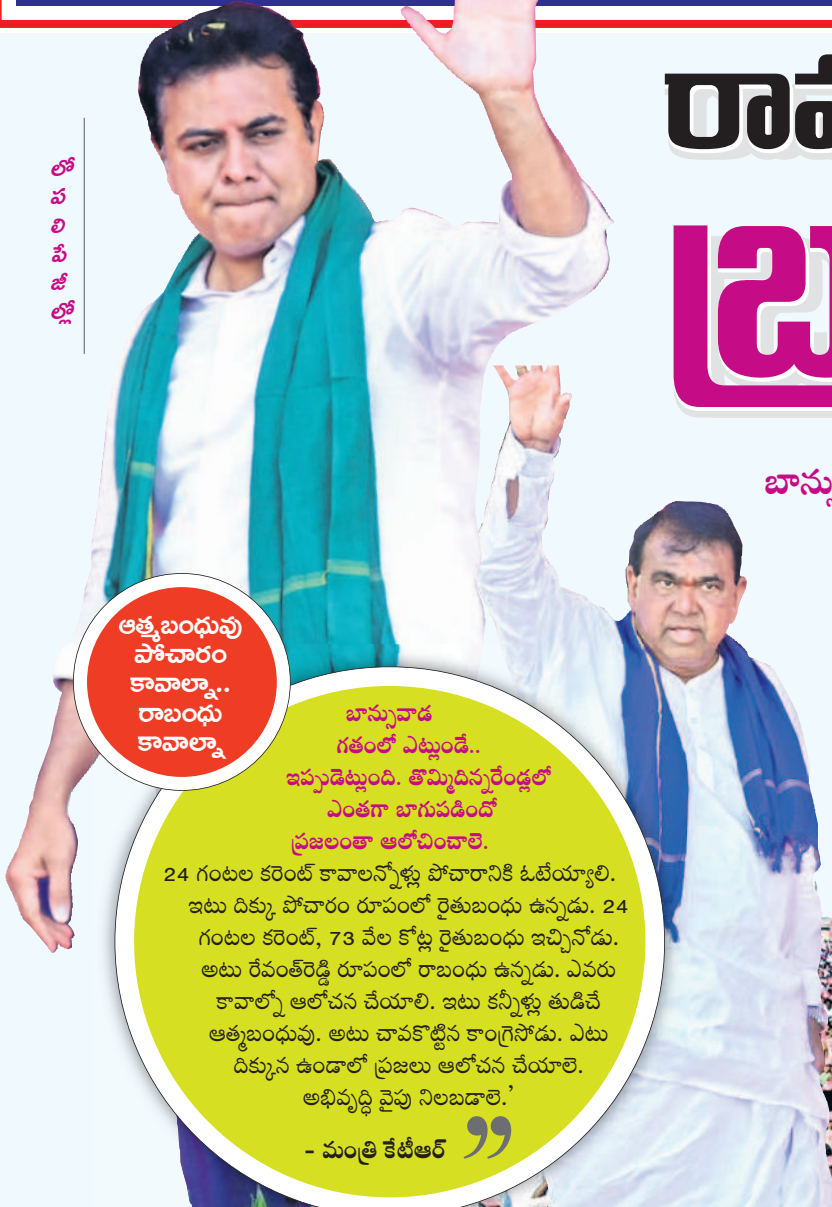 లో
ప
లి
పే
జీ
ల్లో
ఆత్మబంధువు
పోచారం
కావాల్నా..
రాబంధు
కావాల్నా
బాన్సువాడ
గతంలో ఎట్లుండే..
ఇప్పుడెట్లుంది. తొమ్మిదిన్నరేండ్లలో
ఎంతగా బాగుపడిందో
ప్రజలంతా ఆలోచించాలె.
24 గంటల కరెంట్ కావాలన్నోళ్లు పోచారానికి ఓటేయ్యాలి.
ఇటు దిక్కు పోచారం రూపంలో రైతుబంధు ఉన్నడు. 24
గంటల కరెంట్, 73 వేల కోట్ల రైతుబంధు ఇచ్చినోడు.
అటు రేవంత్‌రెడ్డి రూపంలో రాబంధు ఉన్నడు. ఎవరు
కావాల్నో ఆలోచన చేయాలి. ఇటు కన్నీళ్లు తుడిచే
ఆత్మబంధువు. అటు చావకొట్టిన కాంగ్రెసోడు. ఎటు
దిక్కున ఉండాలో ప్రజలు ఆలోచన చేయాలె.
అభివృద్ధి వైపు నిలబడాలె.’
- మంత్రి కేటీఆర్ ”